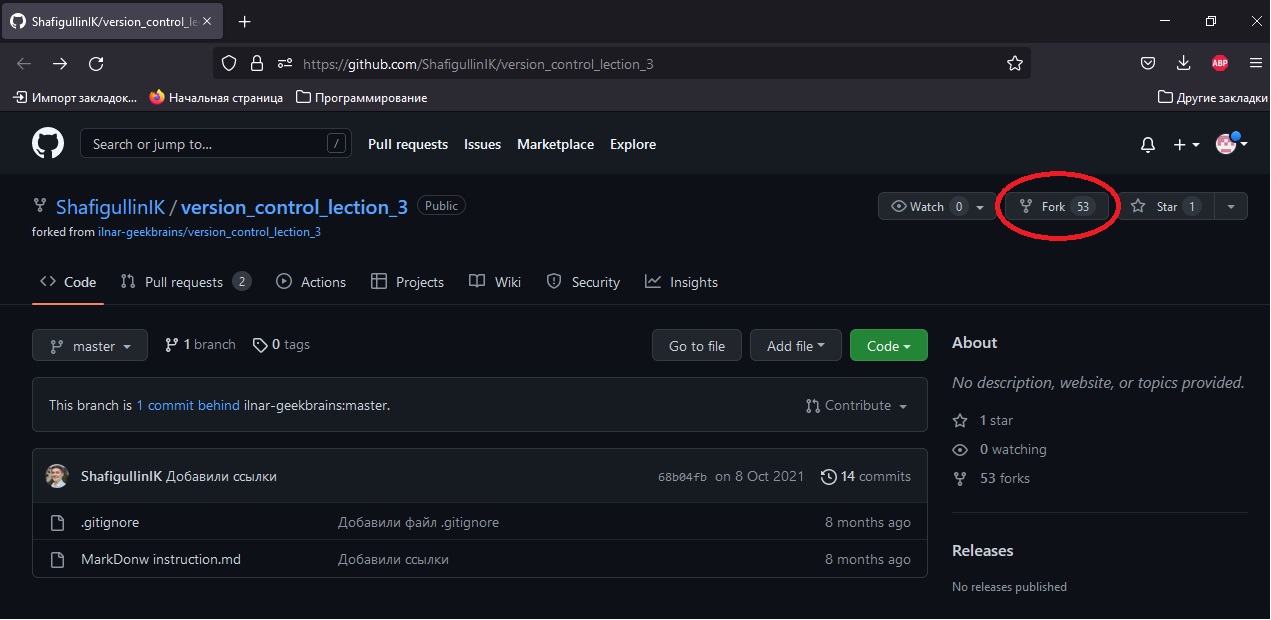 ShafigullinIK/version_control_le
https://github.com/ShafigullinIK/version_control_lection_3
ABP
Импорт закладок...
Начальная страница
Программирование
Другие закладки
Search or jump to...
/
Pull requests
Issues
Marketplace
Explore
ShafigullinIK / version_control_lection_3
Public
Watch 0
Fork 53
Star 1
forked from ilnar-geekbrains/version_control_lection_3
Code
Pull requests 2
Actions
Projects
Wiki
Security
Insights
master
1 branch
0 tags
Go to file
Add file
Code
This branch is 1 commit behind ilnar-geekbrains:master.
Contribute
ShafigullinIK Добавили ссылки
68b04fb on 8 Oct 2021
14 commits
.gitignore
Добавили файл .gitignore
8 months ago
MarkDonw instruction.md
Добавили ссылки
8 months ago
About
No description, website, or topics provided.
1 star
0 watching
53 forks
Releases
No releases published